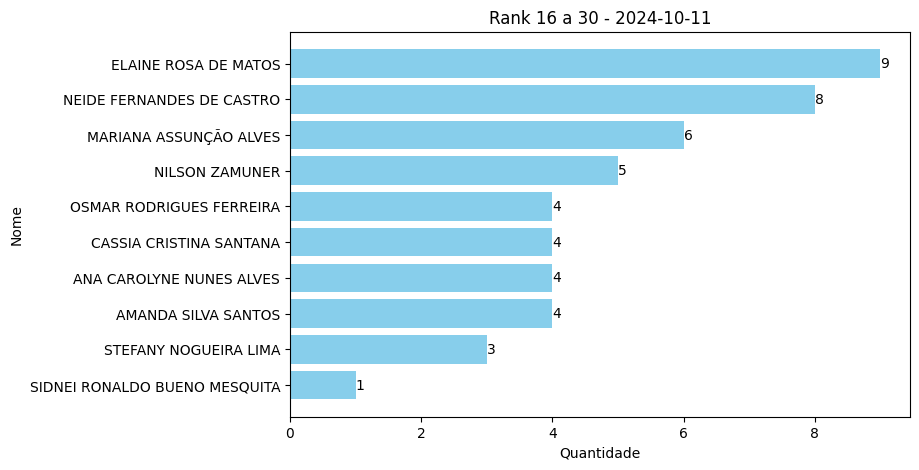 Rank 16 a 30 - 2024-10-11
Nome
ELAINE ROSA DE MATOS 9
NEIDE FERNANDES DE CASTRO 8
MARIANA ASSUNÇÃO ALVES 6
NILSON ZAMUNER 5
OSMAR RODRIGUES FERREIRA 4
CASSIA CRISTINA SANTANA 4
ANA CAROLYNE NUNES ALVES 4
AMANDA SILVA SANTOS 4
STEFANY NOGUEIRA LIMA 3
SIDNEI RONALDO BUENO MESQUITA 1
0 2 4 6 8
Quantidade